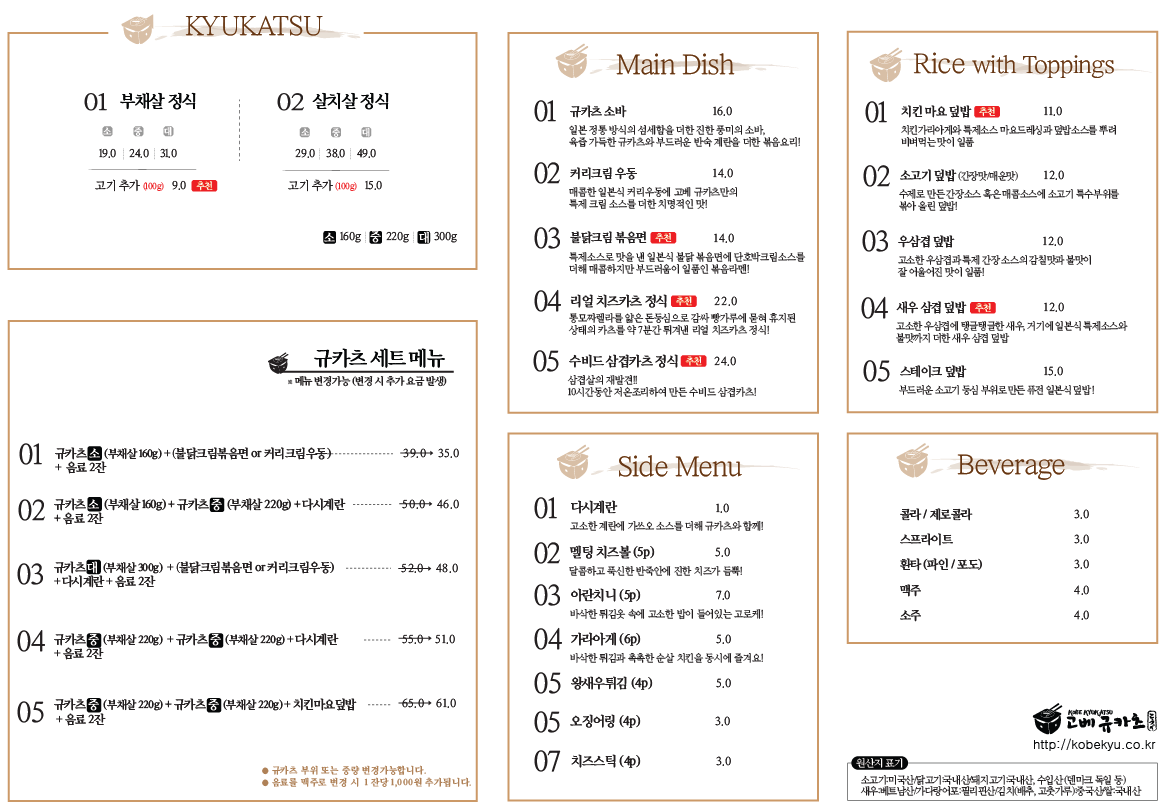 KYUKATSU
01 부채살 정식
소 중 대
19.0 24.0 31.0
고기 추가 (100g) 9.0 추천
02 살치살 정식
소 중 대
29.0 38.0 49.0
고기 추가 (100g) 15.0
소 160g 중 220g 대 300g
규카츠 세트 메뉴
※ 메뉴 변경가능 (변경 시 추가 요금 발생)
01 규카츠 소 (부채살 160g) + (불닭크림볶음면 or 커리크림우동) 39.0→ 35.0
+ 음료 2잔
02 규카츠 소 (부채살 160g) + 규카츠 중 (부채살 220g) + 다시계란 50.0→ 46.0
+ 음료 2잔
03 규카츠 대 (부채살 300g) + (불닭크림볶음면 or 커리크림우동) 52.0→ 48.0
+ 다시계란 + 음료 2잔
04 규카츠 중 (부채살 220g) + 규카츠 중 (부채살 220g) + 다시계란 55.0→ 51.0
+ 음료 2잔
05 규카츠 중 (부채살 220g) + 규카츠 중 (부채살 220g) + 치킨마요덮밥 65.0→ 61.0
+ 음료 2잔
● 규카츠 부위 또는 중량 변경가능합니다.
● 음료를 맥주로 변경 시 1잔당 1,000원 추가됩니다.
Main Dish
01 규카츠 소바 16.0
일본 정통 방식의 섬세함을 더한 진한 풍미의 소바,
육즙 가득한 규카츠와 부드러운 반숙 계란을 더한 볶음요리!
02 커리크림 우동 14.0
매콤한 일본식 커리우동에 고베 규카츠만의
특제 크림 소스를 더한 치명적인 맛!
03 불닭크림 볶음면 추천 14.0
특제소스로 맛을 낸 일본식 불닭 볶음면에 단호박크림소스를
더해 매콤하지만 부드러움이 일품인 볶음라멘!
04 리얼 치즈카츠 정식 추천 22.0
통모짜렐라를 얇은 돈등심으로 감싸 빵가루에 묻혀 휴지된
상태의 카츠를 약 7분간 튀겨낸 리얼 치즈카츠 정식!
05 수비드 삼겹카츠 정식 추천 24.0
삼겹살의 재발견!!
10시간동안 저온조리하여 만든 수비드 삼겹카츠!
Side Menu
01 다시계란 1.0
고소한 계란에 가쓰오 소스를 더해 규카츠와 함께!
02 멜팅 치즈볼 (5p) 5.0
달콤하고 푹신한 반죽안에 진한 치즈가 듬뿍!
03 아란치니 (5p) 7.0
바삭한 튀김옷 속에 고소한 밥이 들어있는 고로케!
04 가라아게 (6p) 5.0
바삭한 튀김과 촉촉한 순살 치킨을 동시에 즐겨요!
05 왕새우튀김 (4p) 5.0
05 오징어링 (4p) 3.0
07 치즈스틱 (4p) 3.0
Rice with Toppings
01 치킨 마요 덮밥 추천 11.0
치킨가라아게와 특제소스 마요드레싱과 덮밥소스를 뿌려
비벼먹는 맛이 일품
02 소고기 덮밥 (간장맛/매운맛) 12.0
수제로 만든 간장소스 혹은 매콤소스에 소고기 특수부위를
볶아 올린 덮밥!
03 우삼겹 덮밥 12.0
고소한 우삼겹과 특제 간장 소스의 감칠맛과 불맛이
잘 어울어진 맛이 일품!
04 새우 삼겹 덮밥 추천 12.0
고소한 우삼겹에 탱글탱글한 새우, 거기에 일본식 특제소스와
불맛까지 더한 새우 삼겹 덮밥
05 스테이크 덮밥 15.0
부드러운 소고기 등심 부위로 만든 퓨전 일본식 덮밥!
Beverage
콜라 / 제로콜라 3.0
스프라이트 3.0
환타 (파인 / 포도) 3.0
맥주 4.0
소주 4.0
KOBE KYUKATSU
고베 규카츠
http://kobekyu.co.kr
원산지 표기
소고기:미국산/닭고기:국내산/돼지고기:국내산, 수입산 (덴마크 독일 등)
새우:베트남산/가다랑어포:필리핀산/김치(배추, 고춧가루):중국산/쌀:국내산